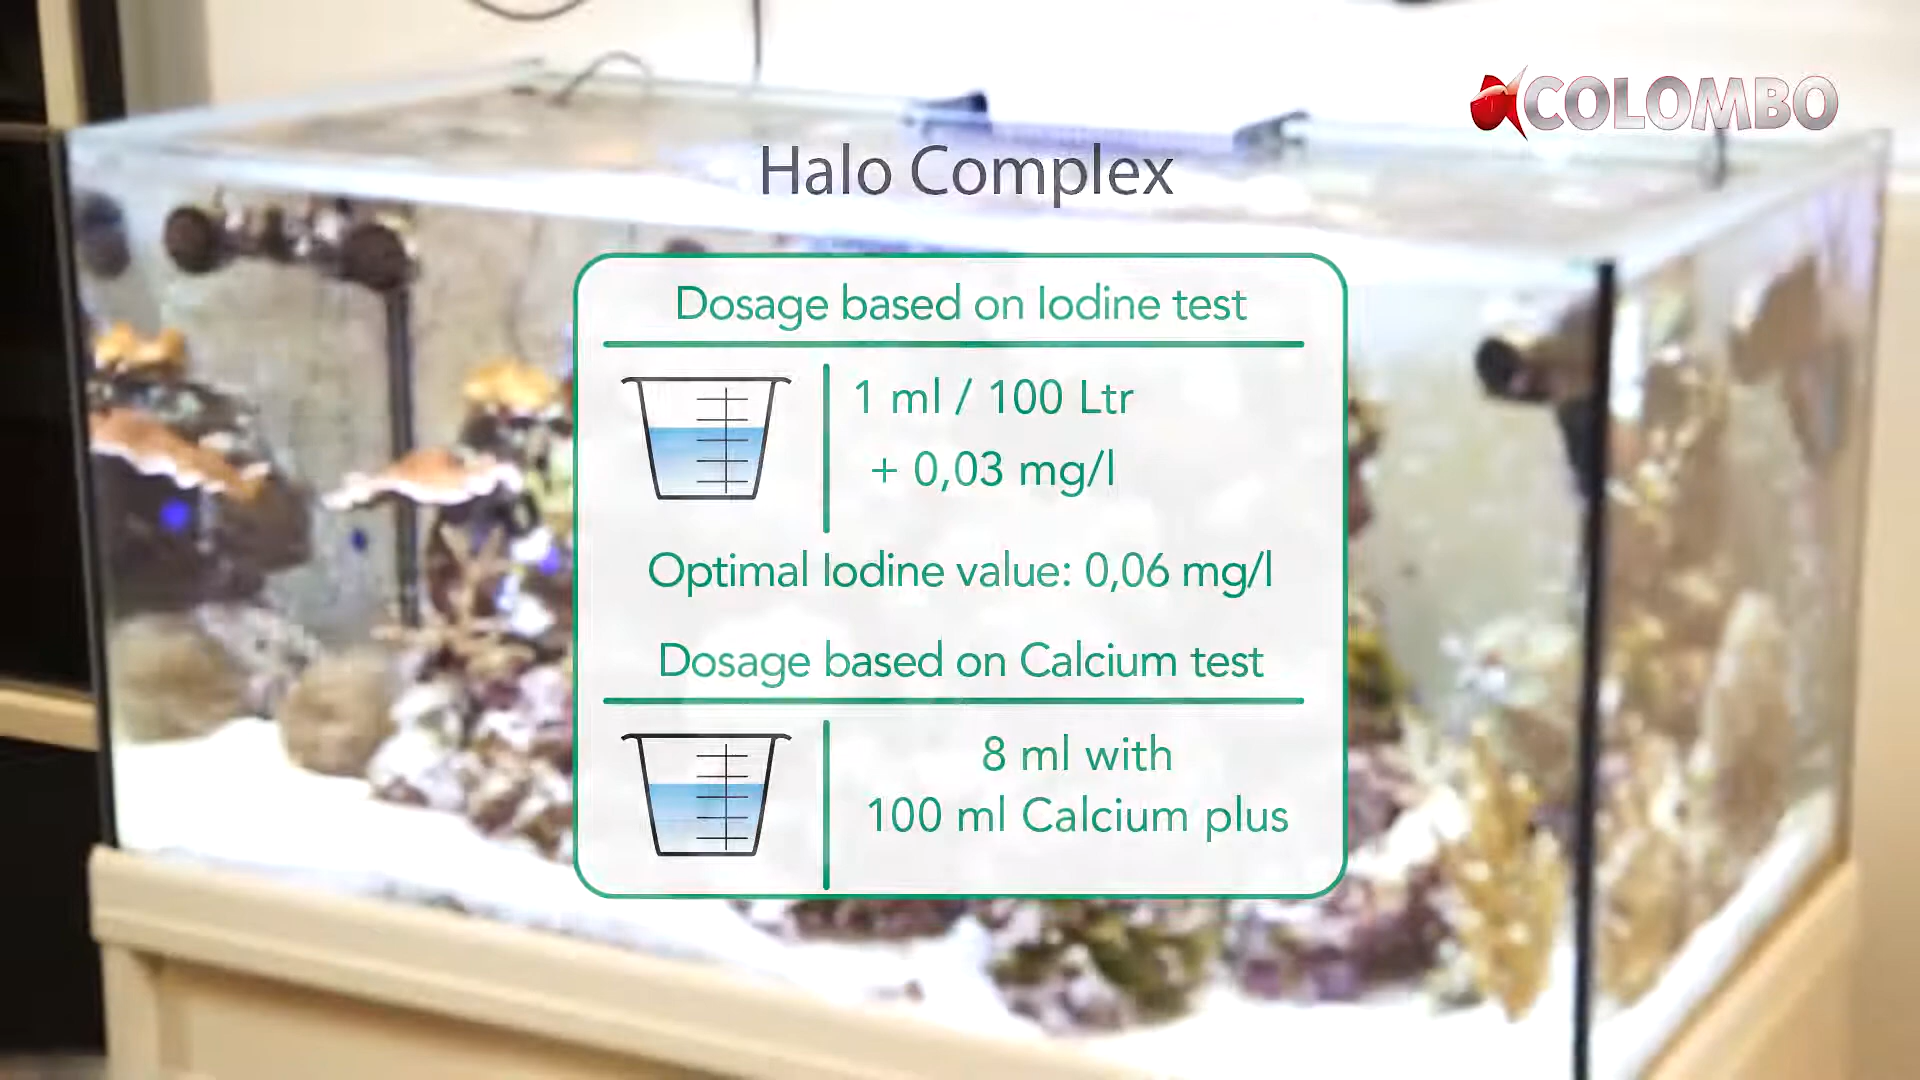 COLOMBO
Halo Complex
Dosage based on Iodine test
1 ml / 100 Ltr
+ 0,03 mg/l
Optimal Iodine value: 0,06 mg/l
Dosage based on Calcium test
8 ml with
100 ml Calcium plus